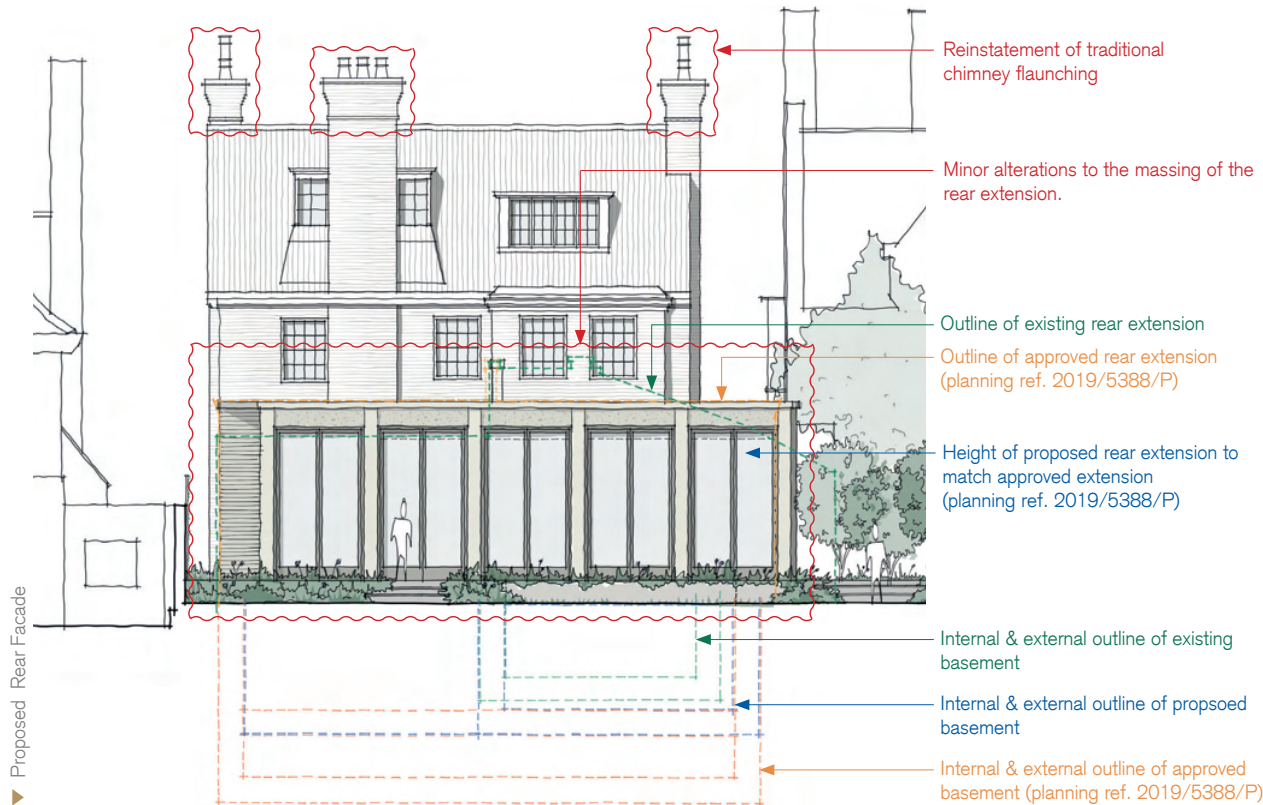 Reinstatement of traditional
chimney flaunching
Minor alterations to the massing of the
rear extension.
Outline of existing rear extension
Outline of approved rear extension
(planning ref. 2019/5388/P)
Height of proposed rear extension to
match approved extension
(planning ref. 2019/5388/P)
Internal & external outline of existing
basement
Internal & external outline of propsoed
basement
Internal & external outline of approved
basement (planning ref. 2019/5388/P)
Proposed Rear Facade